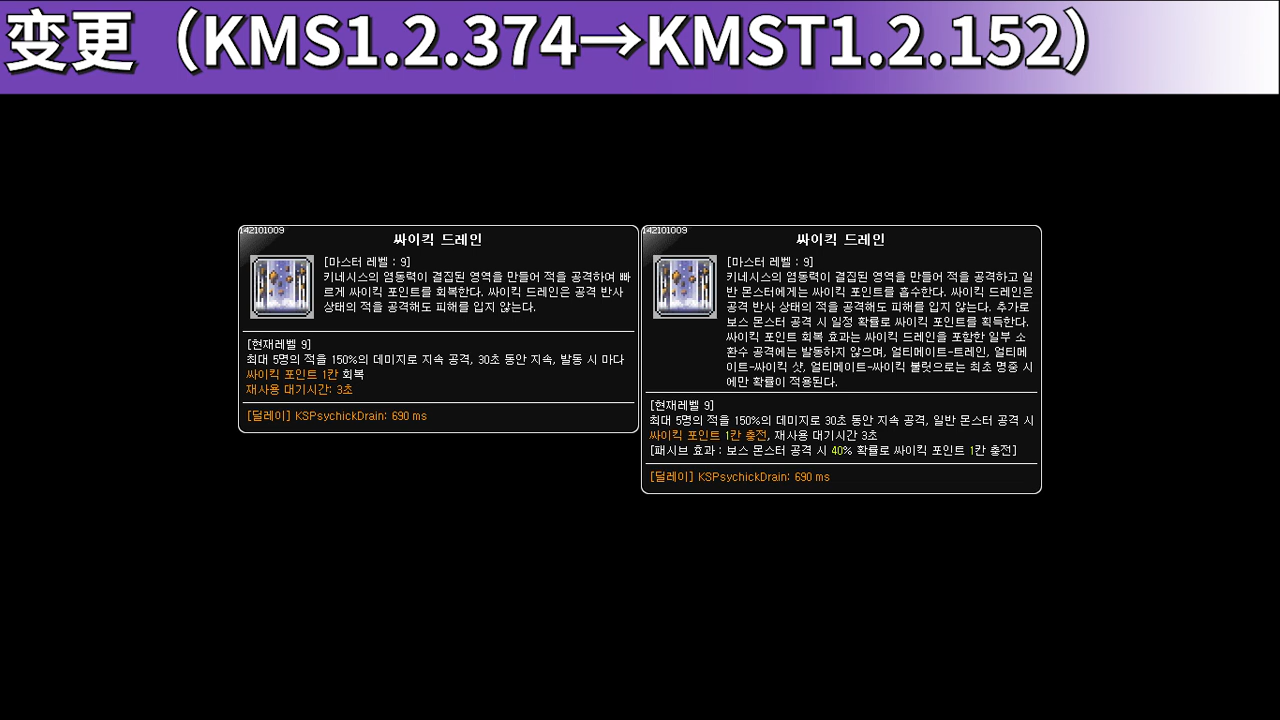 变更（KMS1.2.374→KMST1.2.152）
142101009
싸이킥 드레인
[마스터 레벨 : 9]
키네시스의 염동력이 결집된 영역을 만들어 적을 공격하여 빠
르게 싸이킥 포인트를 회복한다. 싸이킥 드레인은 공격 반사
상태의 적을 공격해도 피해를 입지 않는다.
[현재레벨 9]
최대 5명의 적을 150%의 데미지로 지속 공격, 30초 동안 지속, 발동 시 마다
싸이킥 포인트 1칸 회복
재사용 대기시간: 3초
[딜레이] KSPsychickDrain: 690 ms
142101009
싸이킥 드레인
[마스터 레벨 : 9]
키네시스의 염동력이 결집된 영역을 만들어 적을 공격하고 일
반 몬스터에게는 싸이킥 포인트를 흡수한다. 싸이킥 드레인은
공격 반사 상태의 적을 공격해도 피해를 입지 않는다. 추가로
보스 몬스터 공격 시 일정 확률로 싸이킥 포인트를 획득한다.
싸이킥 포인트 회복 효과는 싸이킥 드레인을 포함한 일부 소
환수 공격에는 발동하지 않으며, 얼티메이트-트레인, 얼티메
이트-싸이킥 샷, 얼티메이트-싸이킥 불릿으로는 최초 명중 시
에만 확률이 적용된다.
[현재레벨 9]
최대 5명의 적을 150%의 데미지로 30초 동안 지속 공격, 일반 몬스터 공격 시
싸이킥 포인트 1칸 충전, 재사용 대기시간 3초
[패시브 효과 : 보스 몬스터 공격 시 40% 확률로 싸이킥 포인트 1칸 충전]
[딜레이] KSPsychickDrain: 690 ms